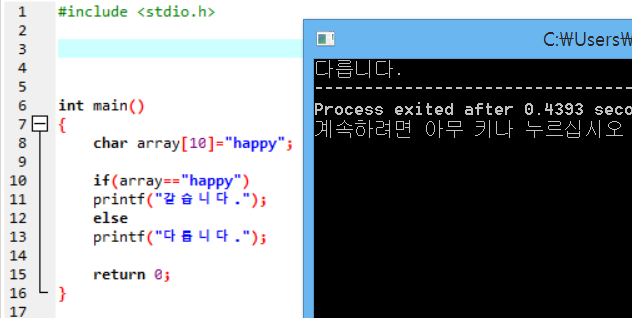 1 #include <stdio.h>
2
3
4
5
6 int main()
7 {
8 char array[10]="happy";
9
10 if(array=="happy")
11 printf("같습니다.");
12 else
13 printf("다릅니다.");
14
15 return 0;
16 }
17
C:￦Users￦
다릅니다.
--------------------------------
Process exited after 0.4393 seco
계속하려면 아무 키나 누르십시오